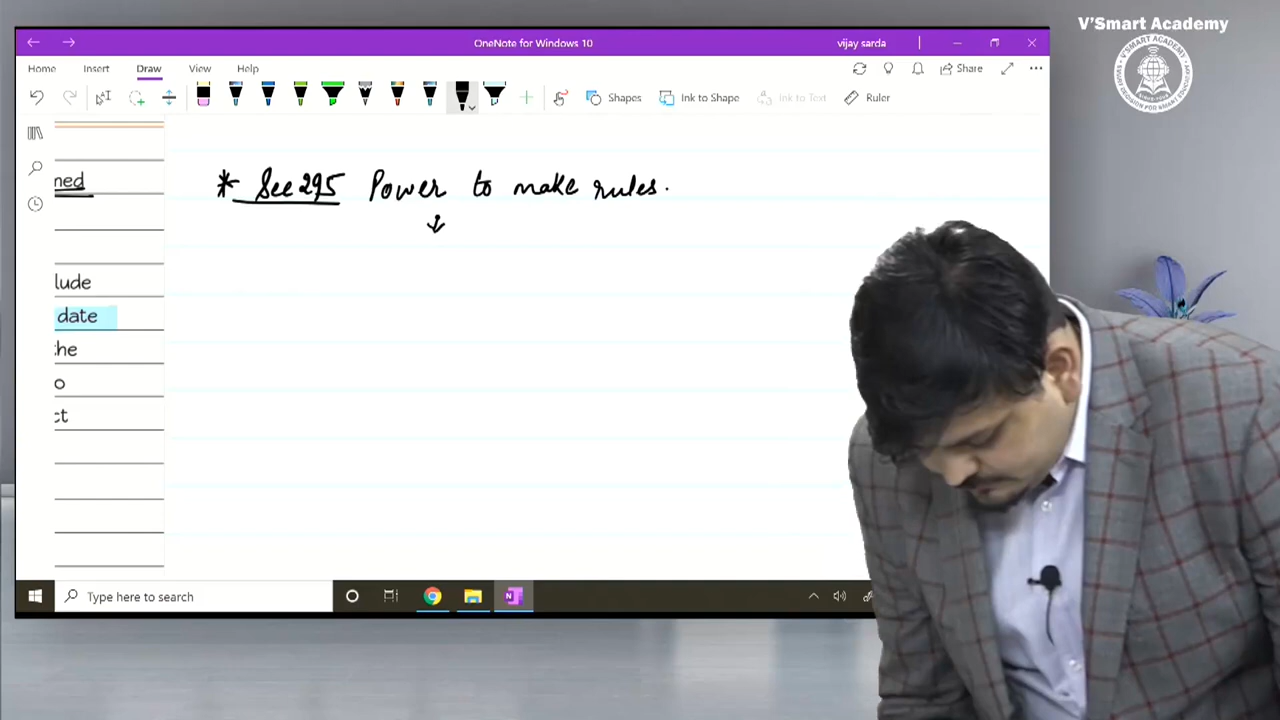 V'Smart Academy
OneNote for Windows 10
vijay sarda
Home Insert Draw View Help
Share
Shapes Ink to Shape Ink to Text Ruler
ned
lude
date
the
o
ct
* Sec 295 Power to make rules.
Type here to search